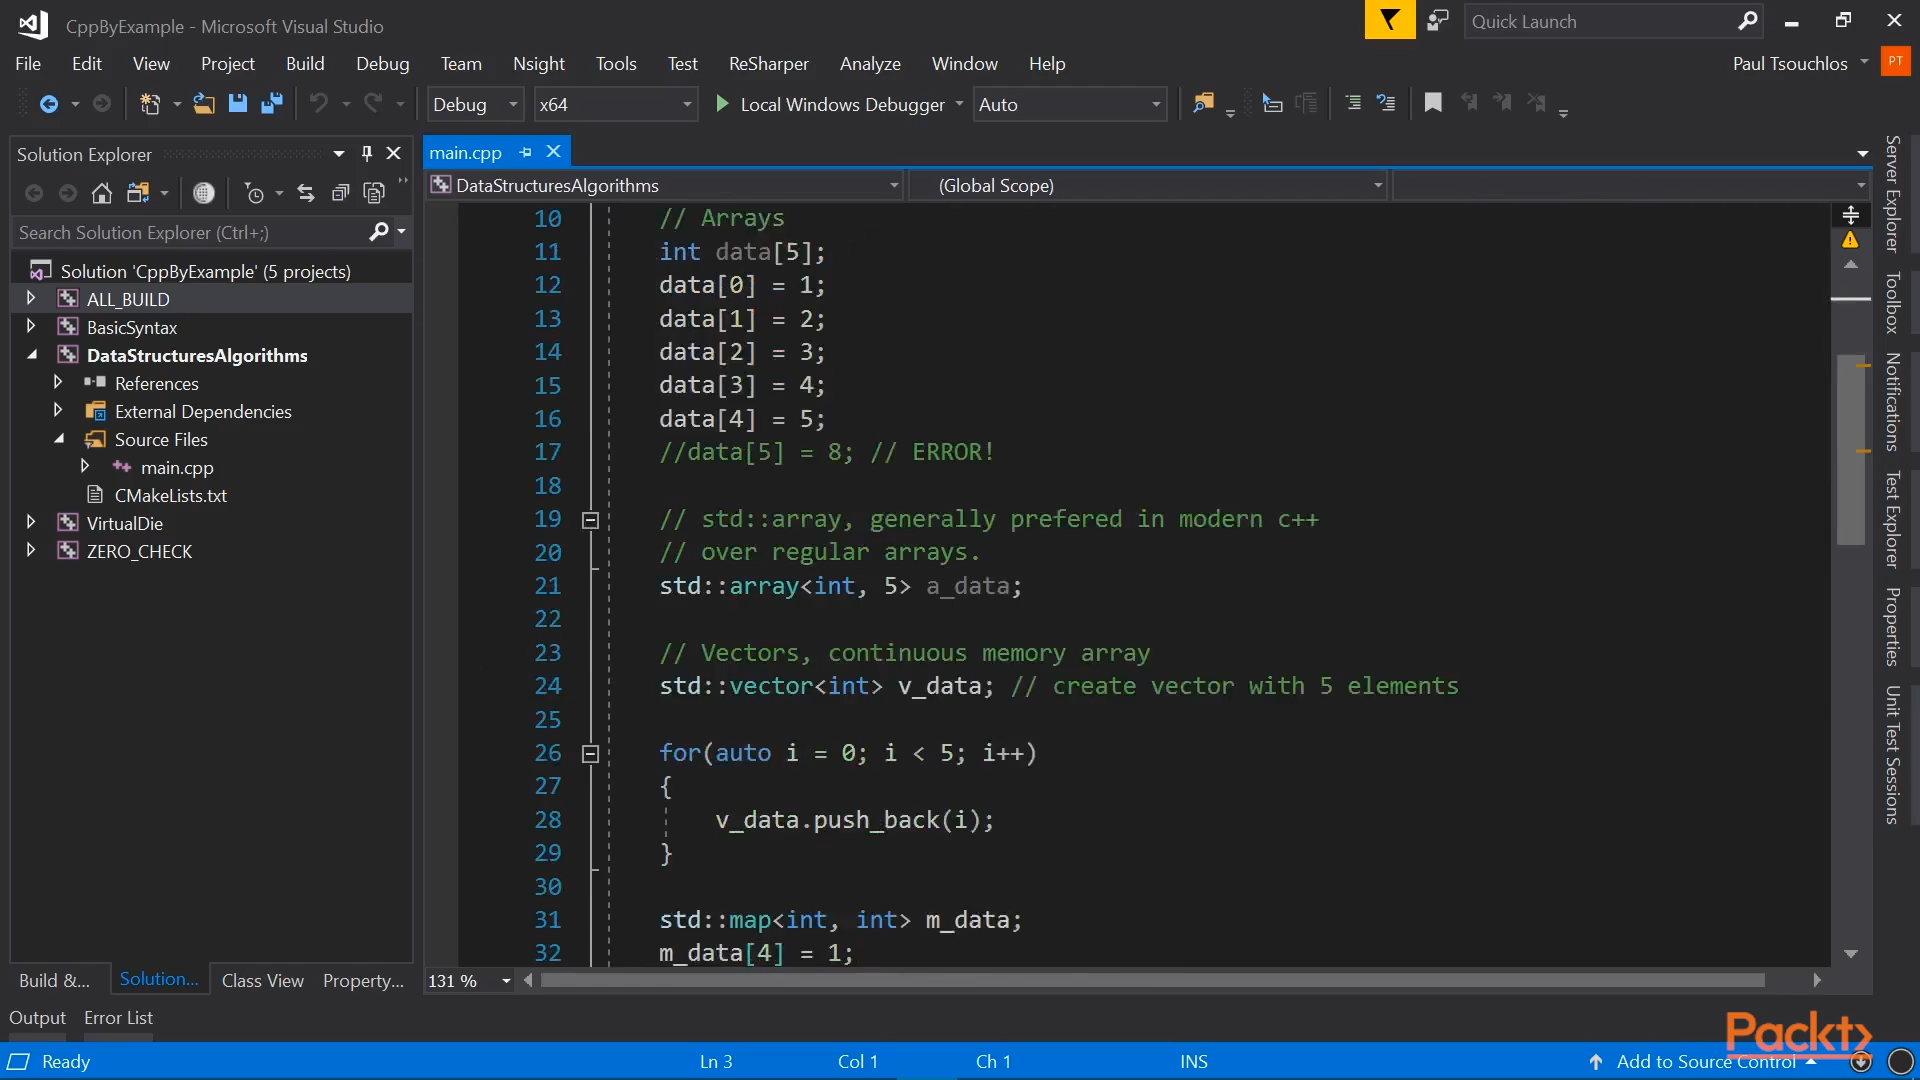 CppByExample - Microsoft Visual Studio
Quick Launch
File Edit View Project Build Debug Team Nsight Tools Test ReSharper Analyze Window Help
Paul Tsouchlos PT
Debug x64 Local Windows Debugger Auto
Solution Explorer
Search Solution Explorer (Ctrl+;)
Solution 'CppByExample' (5 projects)
ALL_BUILD
BasicSyntax
DataStructuresAlgorithms
References
External Dependencies
Source Files
main.cpp
CMakeLists.txt
VirtualDie
ZERO_CHECK
Build &... Solution... Class View Property...
main.cpp
DataStructuresAlgorithms (Global Scope)
10 // Arrays
11 int data[5];
12 data[0] = 1;
13 data[1] = 2;
14 data[2] = 3;
15 data[3] = 4;
16 data[4] = 5;
17 //data[5] = 8; // ERROR!
18
19 // std::array, generally prefered in modern c++
20 // over regular arrays.
21 std::array<int, 5> a_data;
22
23 // Vectors, continuous memory array
24 std::vector<int> v_data; // create vector with 5 elements
25
26 for(auto i = 0; i < 5; i++)
27 {
28 v_data.push_back(i);
29 }
30
31 std::map<int, int> m_data;
32 m_data[4] = 1;
131 %
Server Explorer
Toolbox
Notifications
Test Explorer
Properties
Unit Test Sessions
Output Error List
Packt
Ready Ln 3 Col 1 Ch 1 INS Add to Source Control